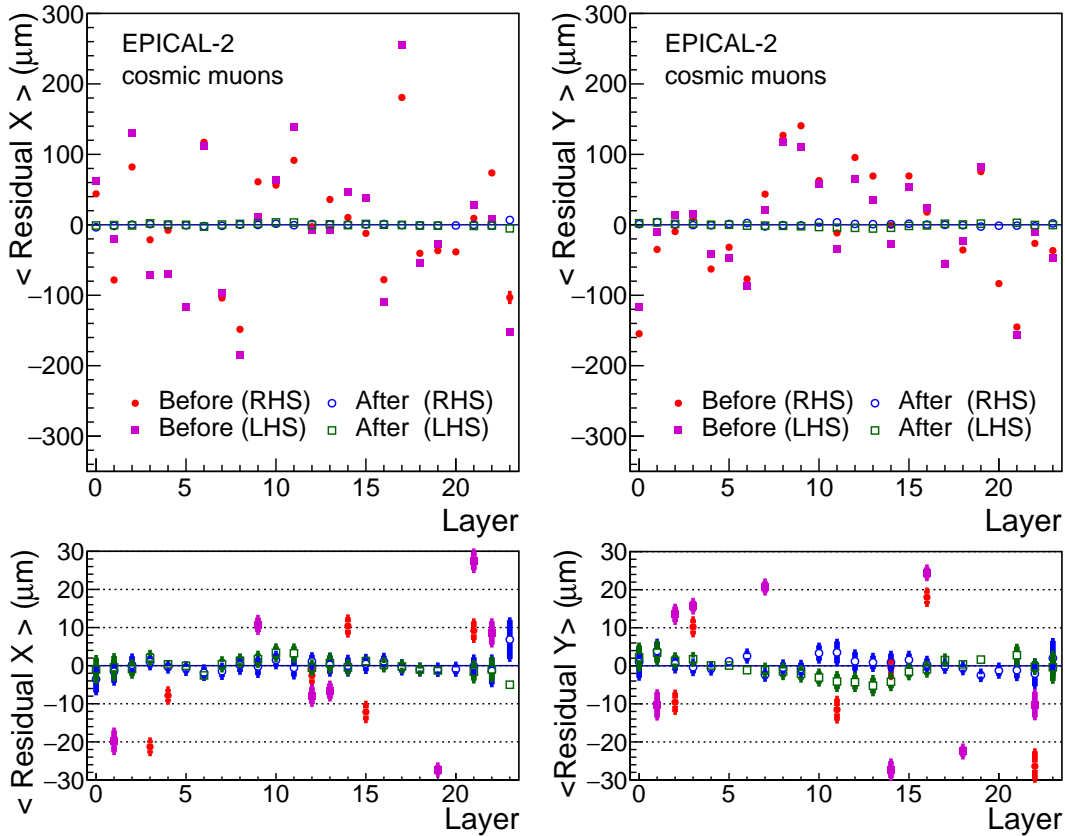 EPICAL-2
cosmic muons
< Residual X > (μm)
300
200
100
0
−100
−200
−300
Before (RHS)
After (RHS)
Before (LHS)
After (LHS)
0 5 10 15 20
Layer
EPICAL-2
cosmic muons
< Residual Y > (μm)
300
200
100
0
−100
−200
−300
Before (RHS)
After (RHS)
Before (LHS)
After (LHS)
0 5 10 15 20
Layer
< Residual X > (μm)
30
20
10
0
−10
−20
−30
0 5 10 15 20
Layer
<Residual Y> (μm)
30
20
10
0
−10
−20
−30
0 5 10 15 20
Layer